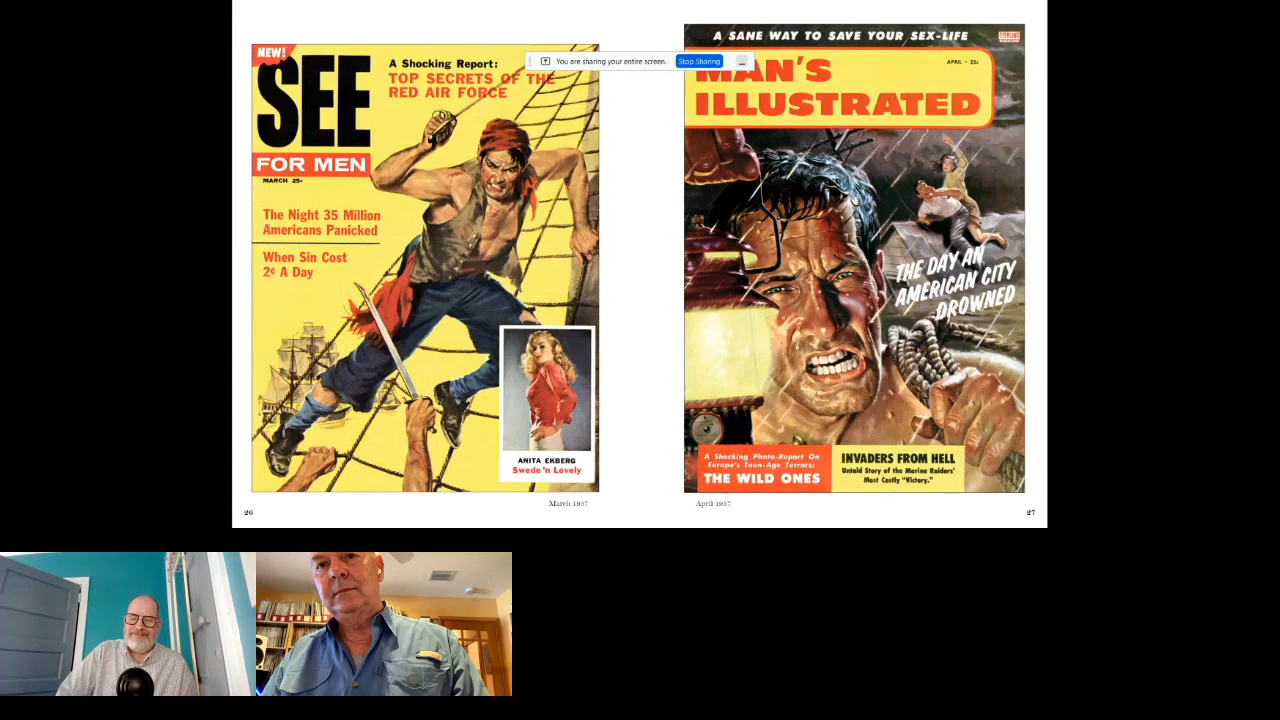 NEW!
SEE
FOR MEN
MARCH 25¢
A Shocking Report:
TOP SECRETS OF THE
RED AIR FORCE
The Night 35 Million
Americans Panicked
When Sin Cost
2¢ A Day
ANITA EKBERG
Swede 'n Lovely
March 1957
26
You are sharing your entire screen.
Stop Sharing
A SANE WAY TO SAVE YOUR SEX-LIFE
STERLING
MAGAZINE
MAN'S
ILLUSTRATED
APRIL • 25¢
THE DAY AN
AMERICAN CITY
DROWNED
A Shocking Photo-Report On
Europe's Teen-Age Terrors:
THE WILD ONES
INVADERS FROM HELL
Untold Story of the Marine Raiders'
Most Costly "Victory."
April 1957
27